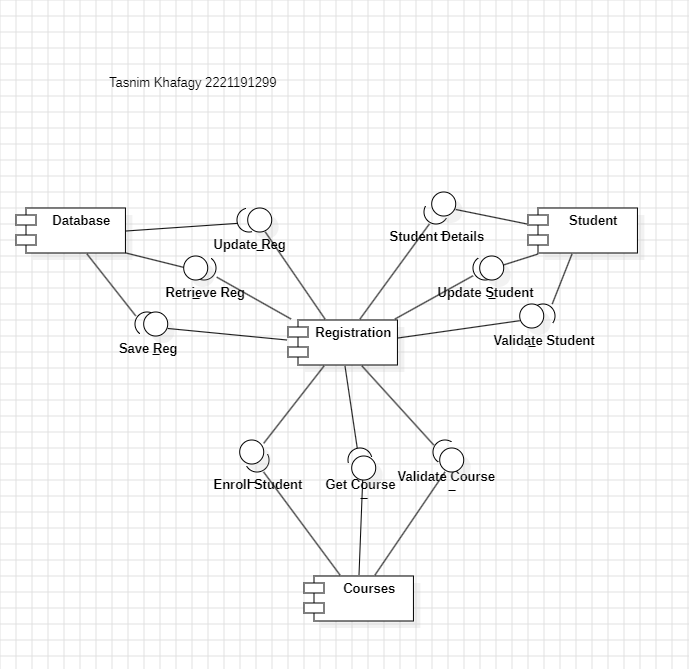 Tasnim Khafagy 2221191299
Database
Student
Student Details
Update_Reg
Retrieve Reg
Update Student
Registration
Save Reg
Validate Student
Enroll Student
Get Course
Validate Course
Courses